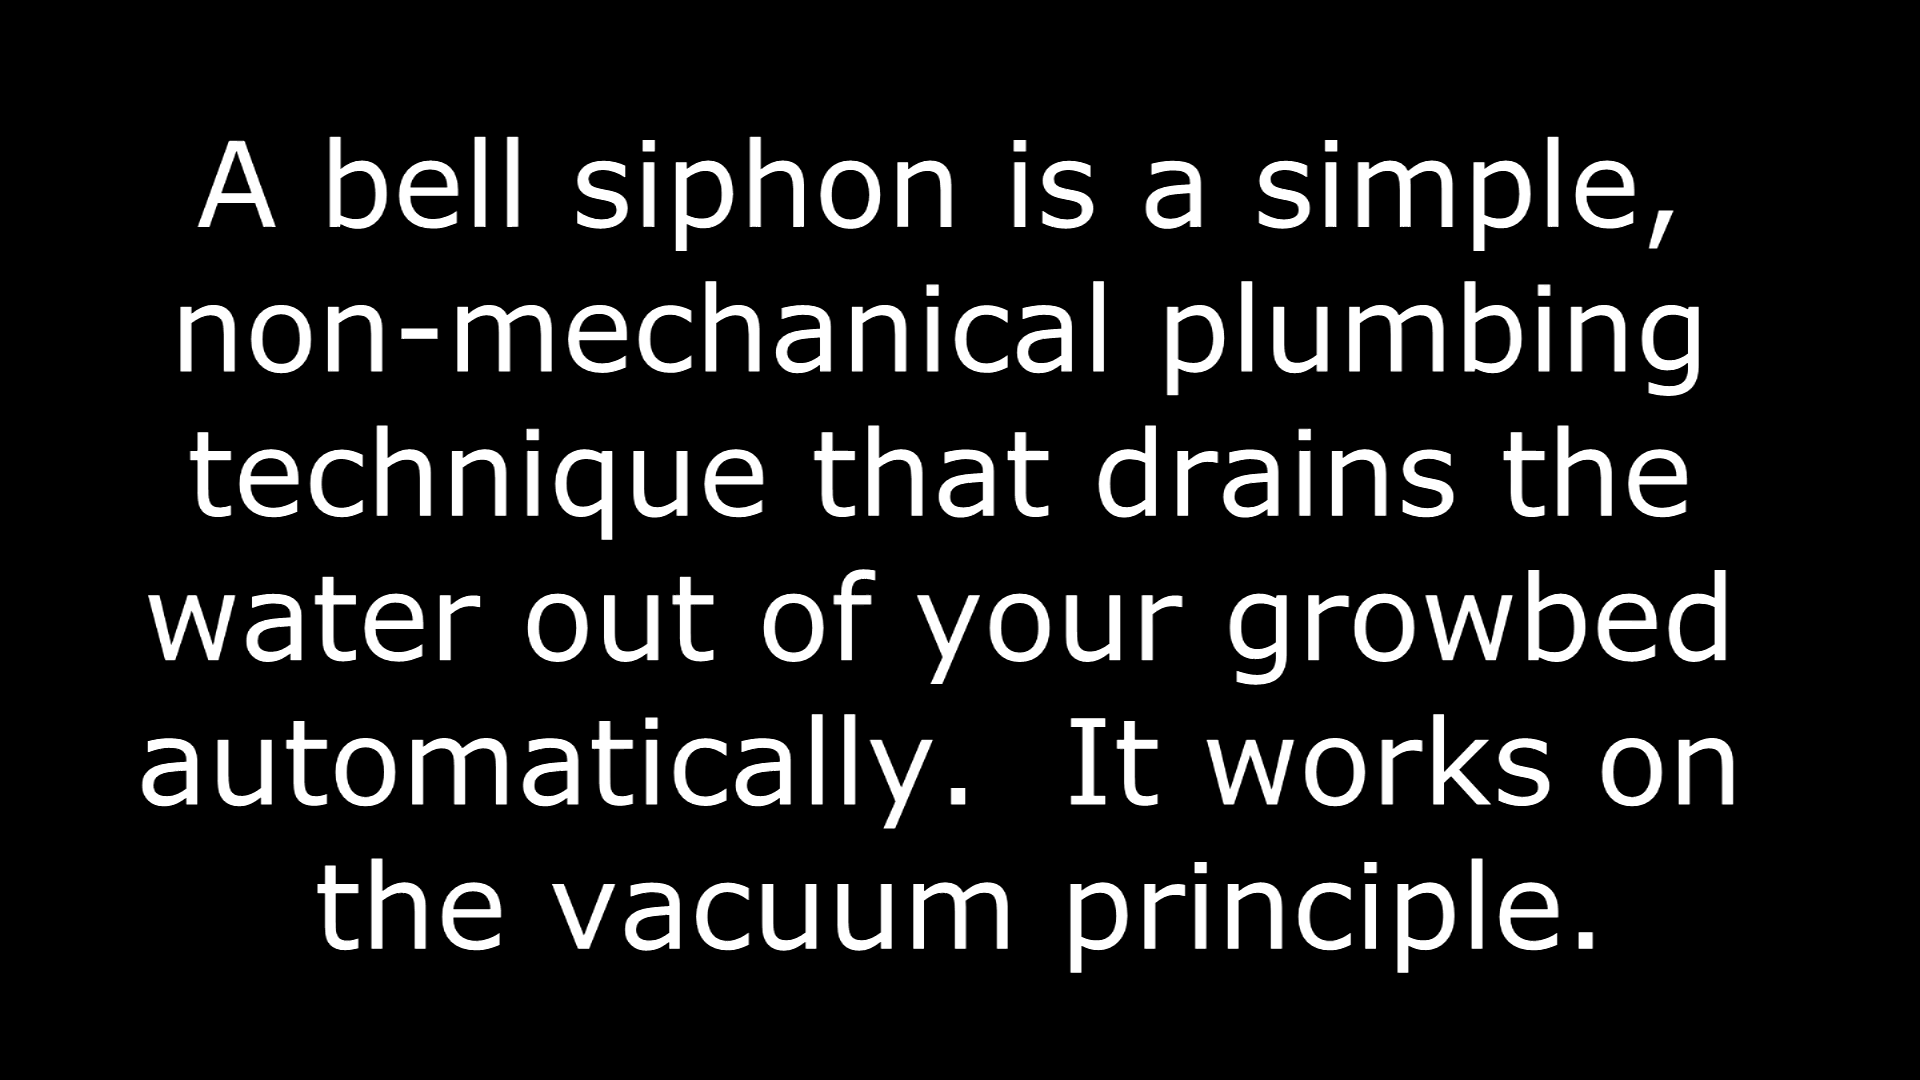 A bell siphon is a simple,
non-mechanical plumbing
technique that drains the
water out of your growbed
automatically.  It works on
the vacuum principle.